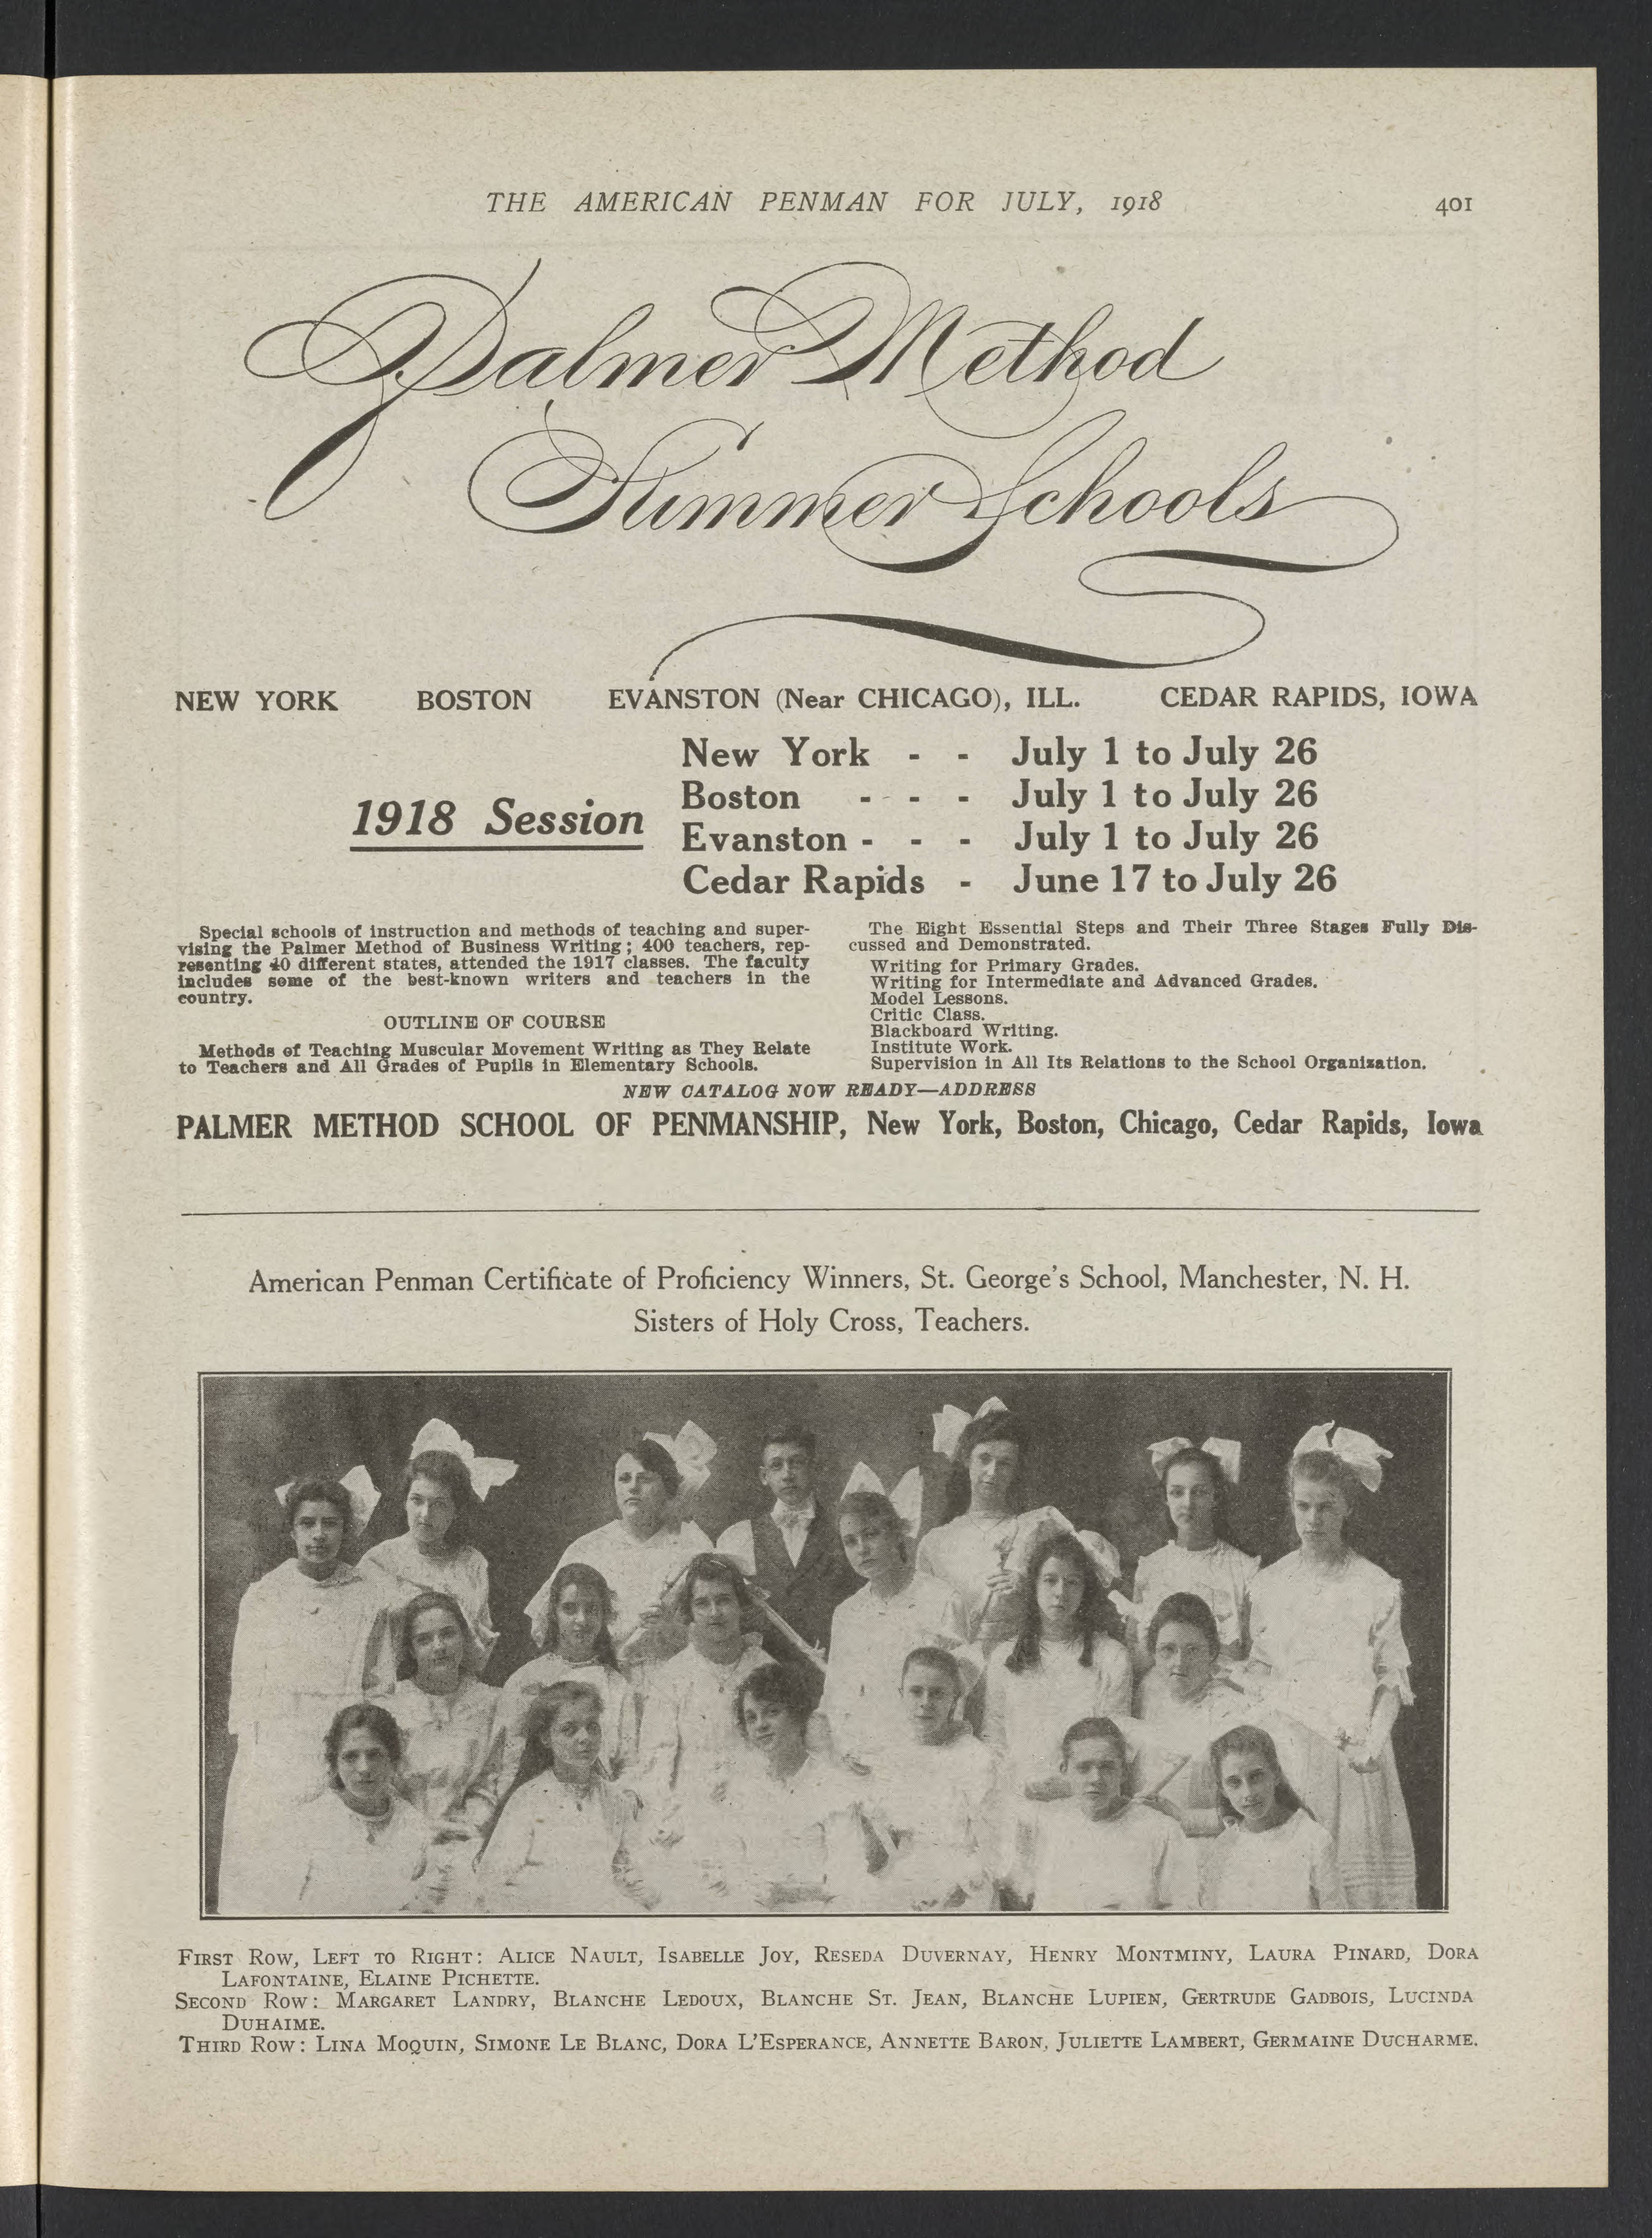 THE AMERICAN PENMAN FOR JULY, 1918 401
Palmer Method
Summer Schools
NEW YORK BOSTON EVANSTON (Near CHICAGO), ILL. CEDAR RAPIDS, IOWA
1918 Session
New York - - July 1 to July 26
Boston - - - July 1 to July 26
Evanston - - - July 1 to July 26
Cedar Rapids - June 17 to July 26
Special schools of instruction and methods of teaching and super-
vising the Palmer Method of Business Writing; 400 teachers, rep-
resenting 40 different states, attended the 1917 classes. The faculty
includes some of the best-known writers and teachers in the
country.
OUTLINE OF COURSE
Methods of Teaching Muscular Movement Writing as They Relate
to Teachers and All Grades of Pupils in Elementary Schools.
The Eight Essential Steps and Their Three Stages Fully Dis-
cussed and Demonstrated.
Writing for Primary Grades.
Writing for Intermediate and Advanced Grades.
Model Lessons.
Critic Class.
Blackboard Writing.
Institute Work.
Supervision in All Its Relations to the School Organization.
NEW CATALOG NOW READY—ADDRESS
PALMER METHOD SCHOOL OF PENMANSHIP, New York, Boston, Chicago, Cedar Rapids, Iowa
American Penman Certificate of Proficiency Winners, St. George's School, Manchester, N. H.
Sisters of Holy Cross, Teachers.
FIRST ROW, LEFT TO RIGHT: ALICE NAULT, ISABELLE JOY, RESEDA DUVERNAY, HENRY MONTMINY, LAURA PINARD, DORA
LAFONTAINE, ELAINE PICHETTE.
SECOND ROW: MARGARET LANDRY, BLANCHE LEDOUX, BLANCHE ST. JEAN, BLANCHE LUPIEN, GERTRUDE GADBOIS, LUCINDA
DUHAIME.
THIRD ROW: LINA MOQUIN, SIMONE LE BLANC, DORA L'ESPERANCE, ANNETTE BARON, JULIETTE LAMBERT, GERMAINE DUCHARME.